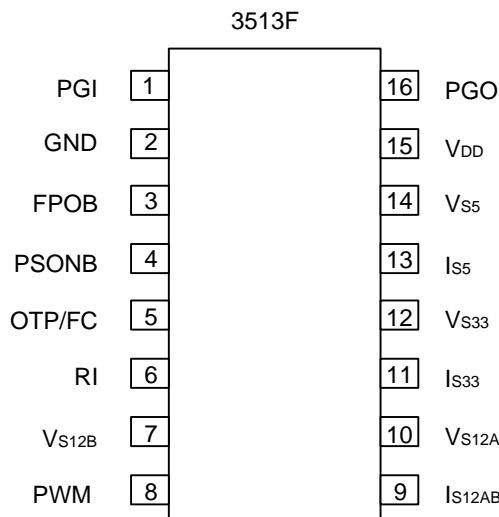 3513F
PGI 1 16 PGO
GND 2 15 VDD
FPOB 3 14 VS5
PSONB 4 13 IS5
OTP/FC 5 12 VS33
RI 6 11 IS33
VS12B 7 10 VS12A
PWM 8 9 IS12AB